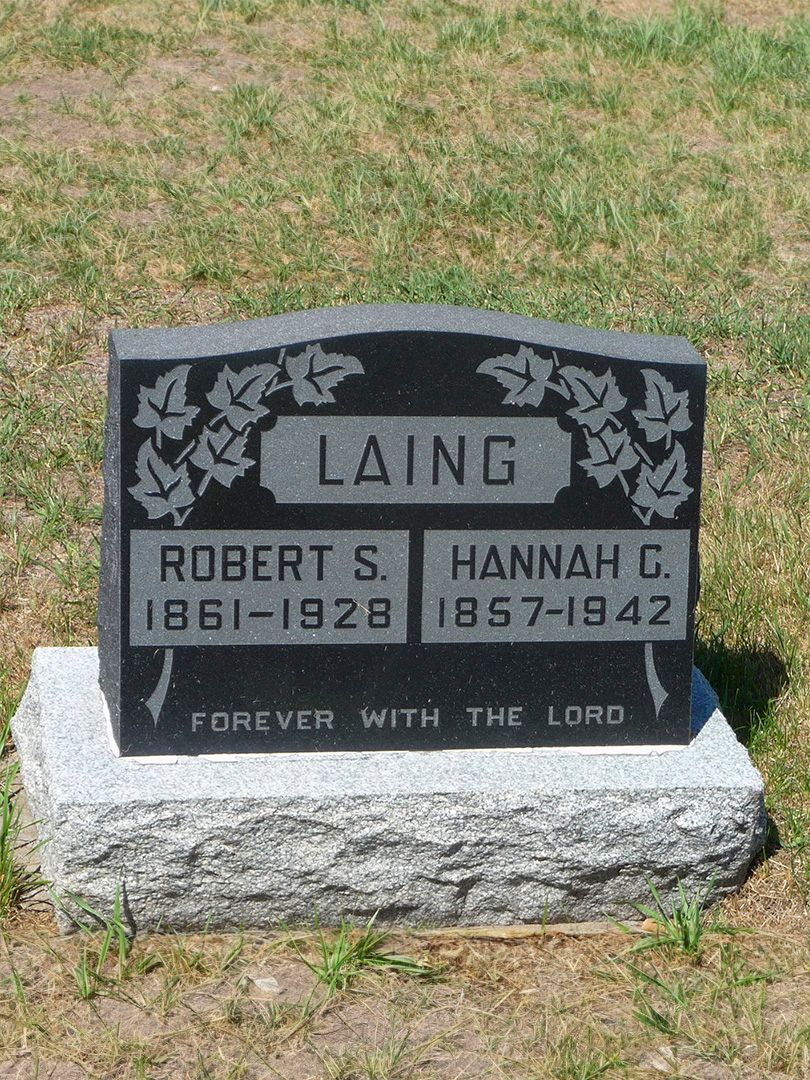 LAING
ROBERT S. HANNAH G.
1861-1928 1857-1942
FOREVER WITH THE LORD